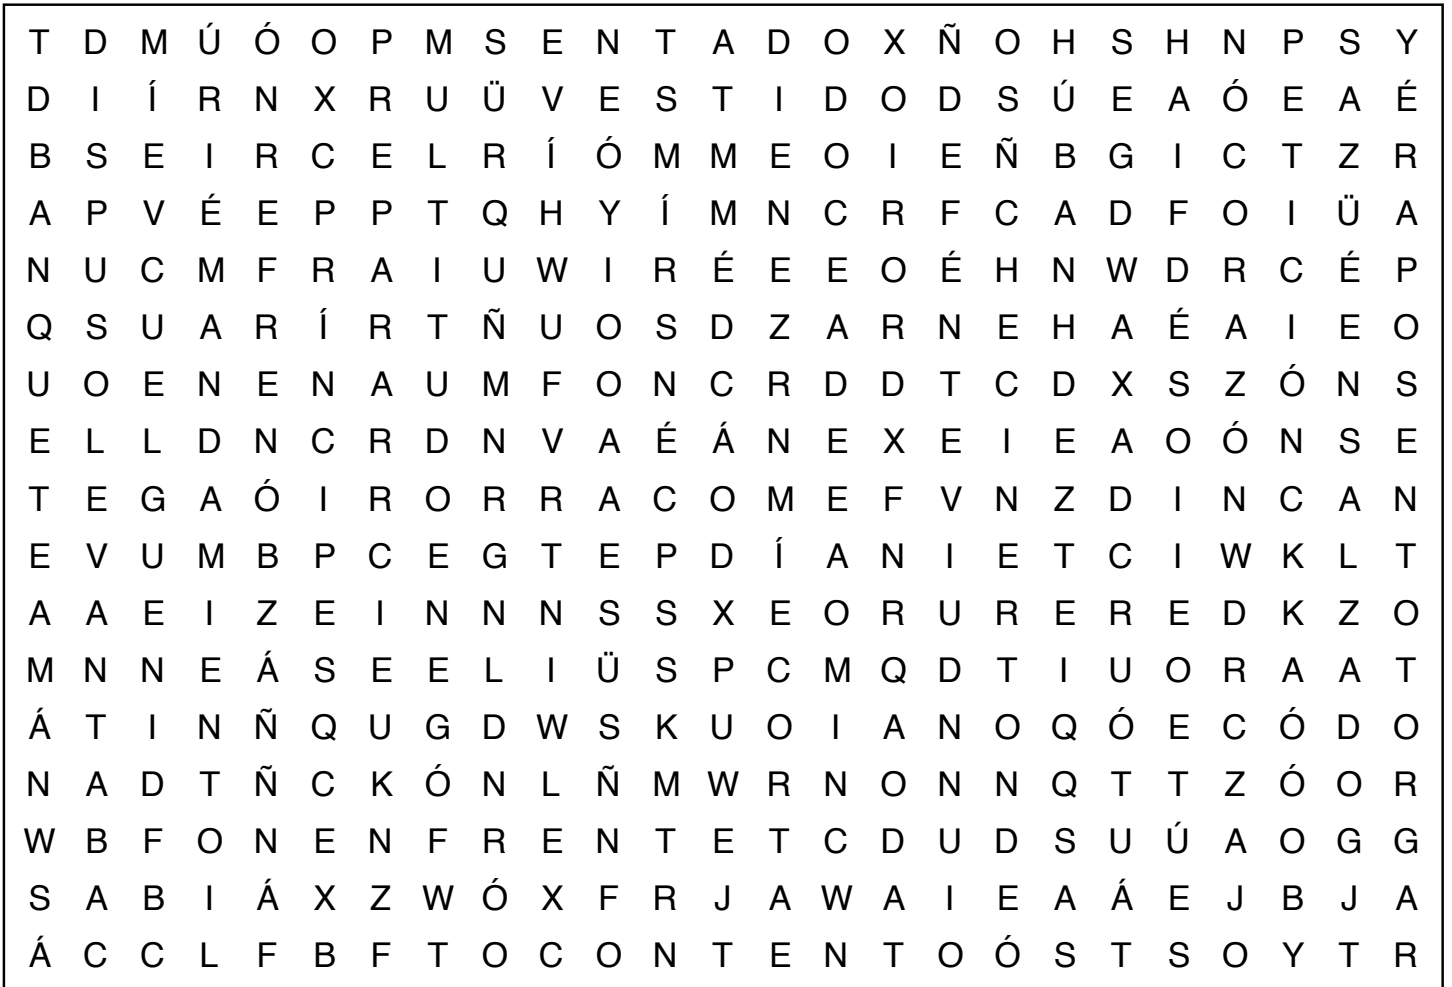 T D M Ú Ó O P M S E N T A D O X Ñ O H S H N P S Y
D I Í R N X R U Ü V E S T I D O D S Ú E A Ó E A É
B S E I R C E L R Í Ó M M E O I E Ñ B G I C T Z R
A P V É E P P T Q H Y Í M N C R F C A D F O I Ü A
N U C M F R A I U W I R É E E O É H N W D R C É P
Q S U A R Í R T Ñ U O S D Z A R N E H A É A I E O
U O E N E N A U M F O N C R D D T C D X S Z Ó N S
E L L D N C R D N V A É Á N E X E I E A O Ó N S E
T E G A Ó I R O R R A C O M E F V N Z D I N C A N
E V U M B P C E G T E P D Í A N I E T C I W K L T
A A E I Z E I N N N S S X E O R U R E R E D K Z O
M N N E Á S E E L I Ü S P C M Q D T I U O R A A T
Á T I N Ñ Q U G D W S K U O I A N O Q Ó E C Ó D O
N A D T Ñ C K Ó N L Ñ M W R N O N N Q T T Z Ó O R
W B F O N E N F R E N T E T C D U D S U Ú A O G G
S A B I Á X Z W Ó X F R J A W A I E A Á E J B J A
Á C C L F B F T O C O N T E N T O Ó S T S O Y T R